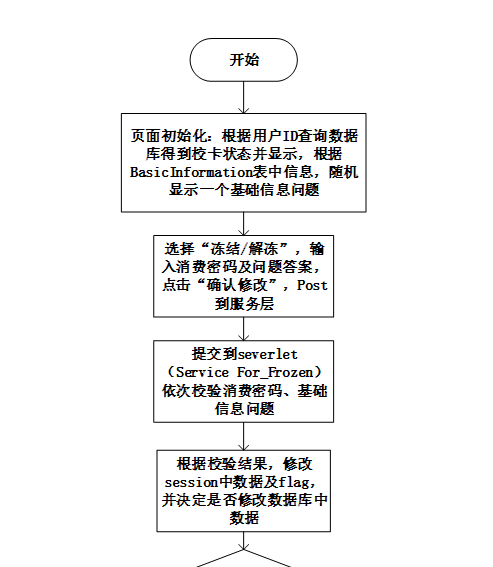 开始
页面初始化：根据用户ID查询数据
库得到校卡状态并显示，根据
BasicInformation表中信息，随机
显示一个基础信息问题
选择“冻结/解冻”，输
入消费密码及问题答案，
点击“确认修改”，Post
到服务层
提交到severlet
（Service For_Frozen）
依次校验消费密码、基础
信息问题
根据校验结果，修改
session中数据及flag，
并决定是否修改数据库中
数据